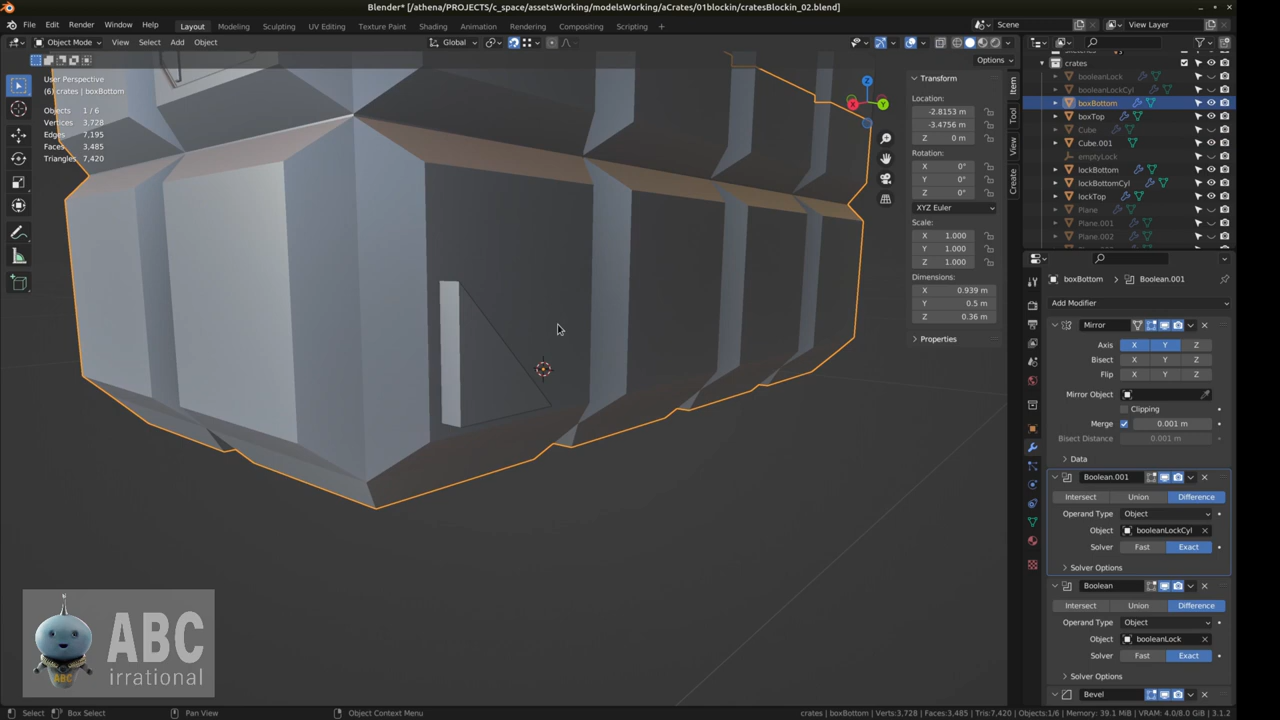 Blender* [/athena/PROJECTS/c_space/assetsWorking/modelsWorking/aCrates/01blockin/cratesBlockin_02.blend]
File Edit Render Window Help Layout Modeling Sculpting UV Editing Texture Paint Shading Animation Rendering Compositing Scripting Scene View Layer
Object Mode View Select Add Object Global
Options
User Perspective
(6) crates | boxBottom
Objects 1 / 6
Vertices 3,728
Edges 7,195
Faces 3,485
Triangles 7,420
Z
X
Y
Transform
Location:
-2.8153 m
-3.4756 m
Z 0 m
Rotation:
X 0°
Y 0°
Z 0°
XYZ Euler
Scale:
X 1.000
Y 1.000
Z 1.000
Dimensions:
X 0.939 m
Y 0.5 m
Z 0.36 m
Properties
Item
Tool
View
Create
crates
booleanLock
booleanLockCyl
boxBottom
boxTop
Cube
Cube.001
emptyLock
lockBottom
lockBottomCyl
lockTop
Plane
Plane.001
Plane.002
boxBottom > Boolean.001
Add Modifier
Mirror
Axis X Y Z
Bisect X Y Z
Flip X Y Z
Mirror Object
Clipping
Merge 0.001 m
Bisect Distance 0.001 m
Data
Boolean.001
Intersect Union Difference
Operand Type Object
Object booleanLockCyl
Solver Fast Exact
Solver Options
Boolean
Intersect Union Difference
Operand Type Object
Object booleanLock
Solver Fast Exact
Solver Options
Bevel
ABC
ABC
irrational
Select Box Select Pan View Object Context Menu
crates | boxBottom | Verts:3,728 | Faces:3,485 | Tris:7,420 | Objects:1/6 | Memory: 39.1 MiB | VRAM: 4.0/8.0 GiB | 3.1.2